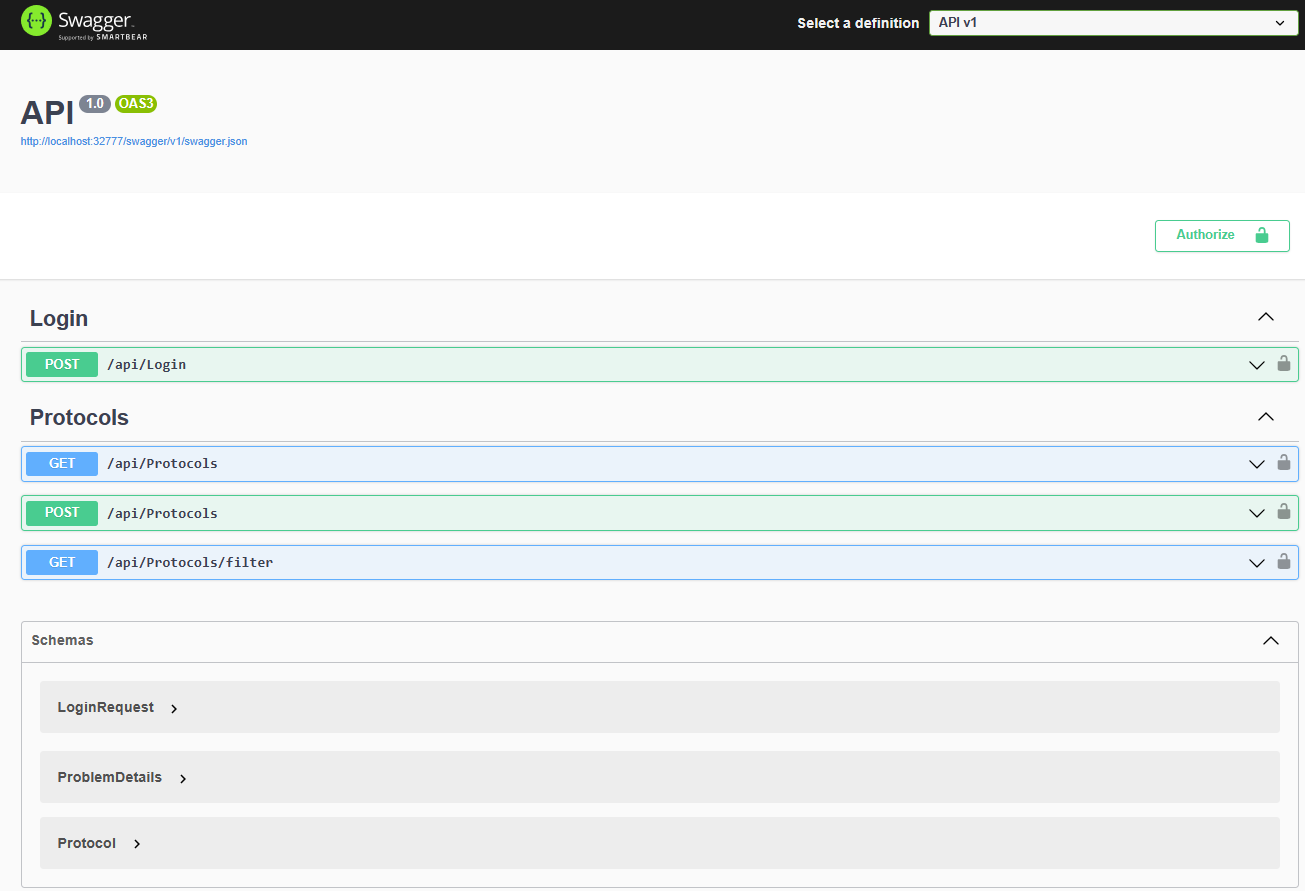 Swagger
Supported by SMARTBEAR
Select a definition
API v1
API 1.0 OAS3
http://localhost:32777/swagger/v1/swagger.json
Authorize
Login
POST /api/Login
Protocols
GET /api/Protocols
POST /api/Protocols
GET /api/Protocols/filter
Schemas
LoginRequest
ProblemDetails
Protocol